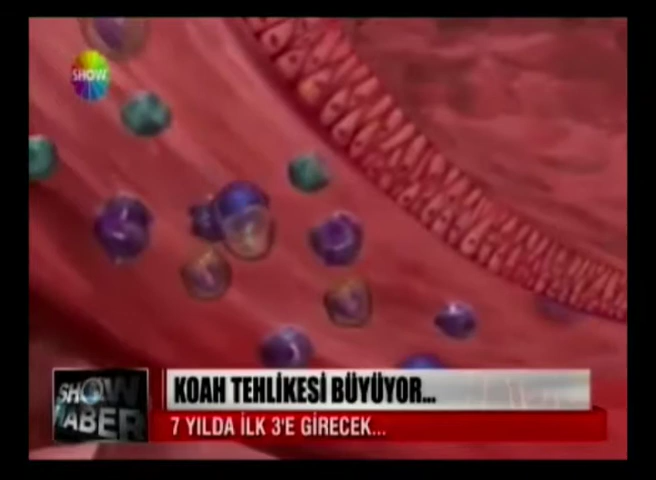 SHOW
KOAH TEHLİKESİ BÜYÜYOR...
SHOW
HABER
7 YILDA İLK 3'E GİRECEK...